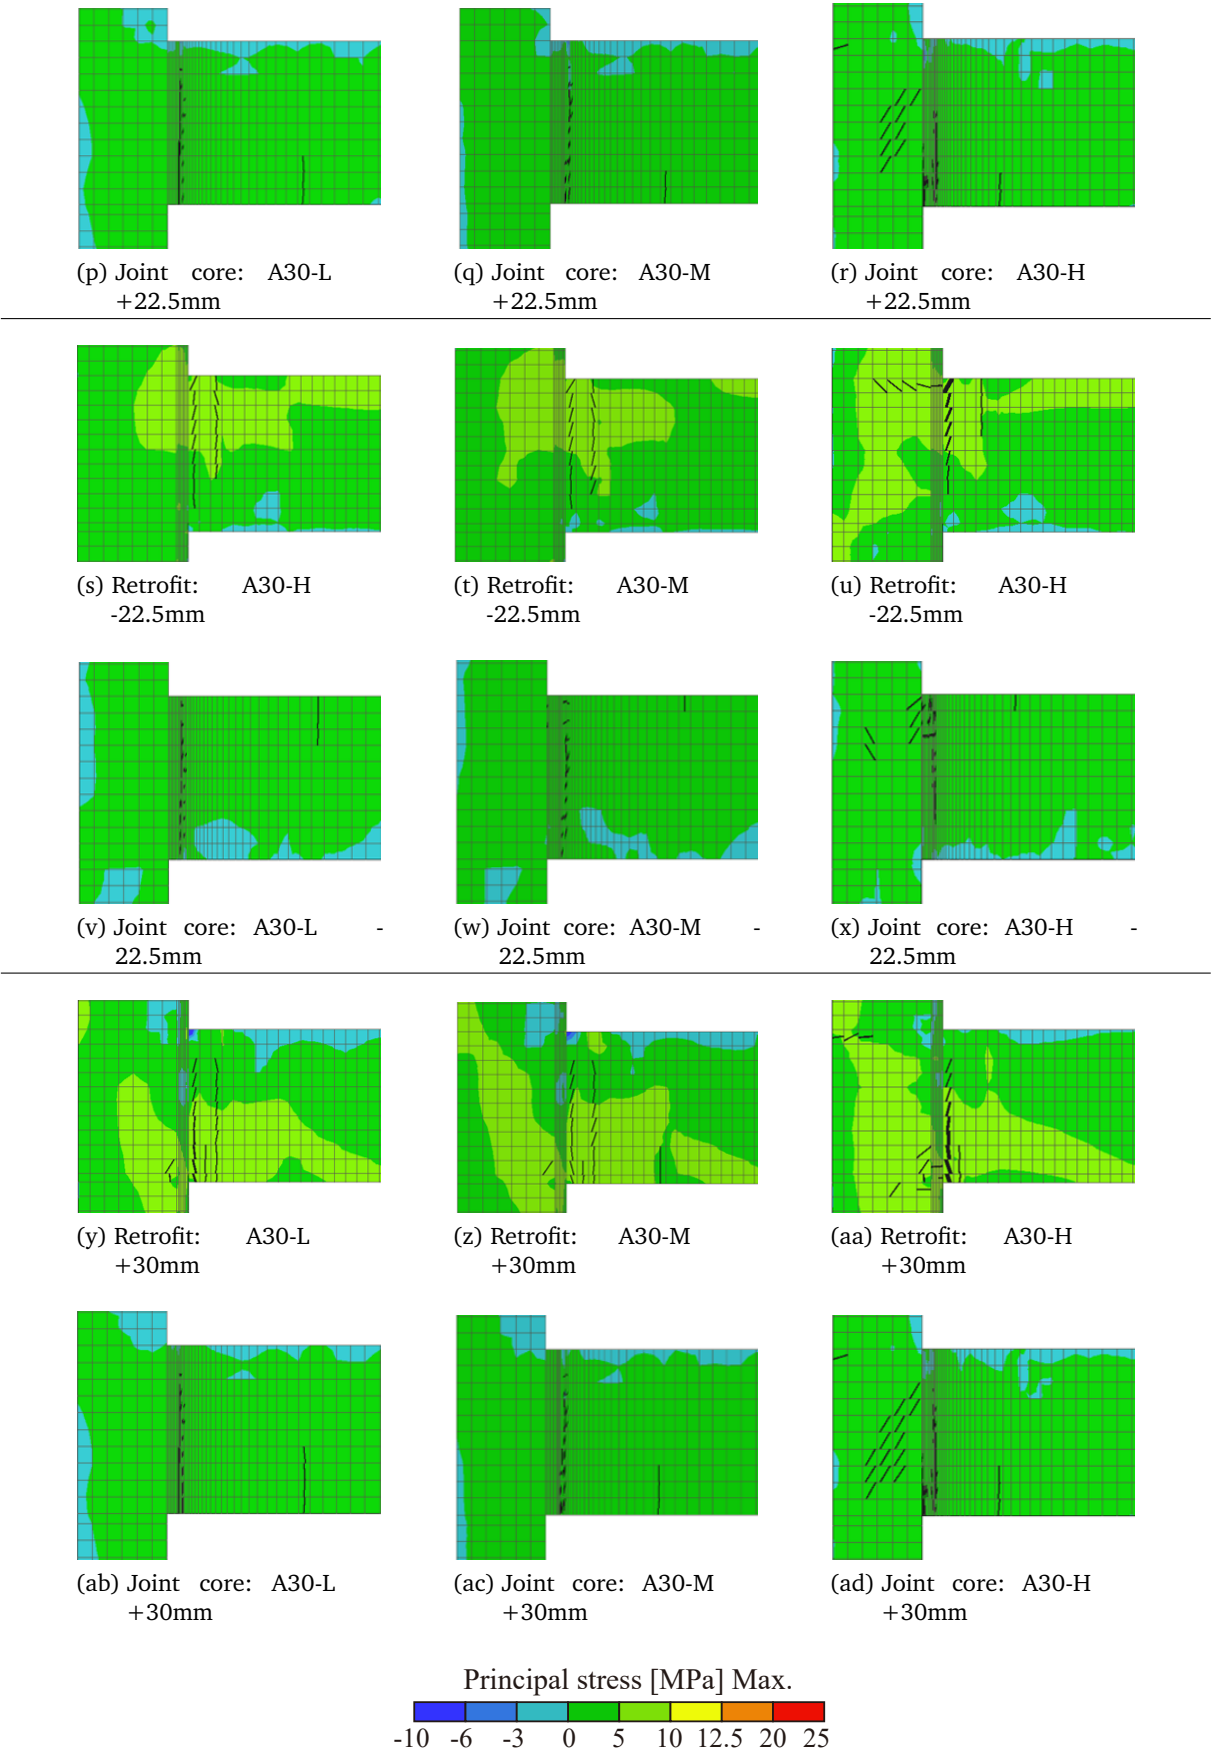 (p) Joint core: A30-L
+22.5mm
(q) Joint core: A30-M
+22.5mm
(r) Joint core: A30-H
+22.5mm
(s) Retrofit: A30-H
-22.5mm
(t) Retrofit: A30-M
-22.5mm
(u) Retrofit: A30-H
-22.5mm
(v) Joint core: A30-L -
22.5mm
(w) Joint core: A30-M -
22.5mm
(x) Joint core: A30-H -
22.5mm
(y) Retrofit: A30-L
+30mm
(z) Retrofit: A30-M
+30mm
(aa) Retrofit: A30-H
+30mm
(ab) Joint core: A30-L
+30mm
(ac) Joint core: A30-M
+30mm
(ad) Joint core: A30-H
+30mm
Principal stress [MPa] Max.
-10 -6 -3 0 5 10 12.5 20 25